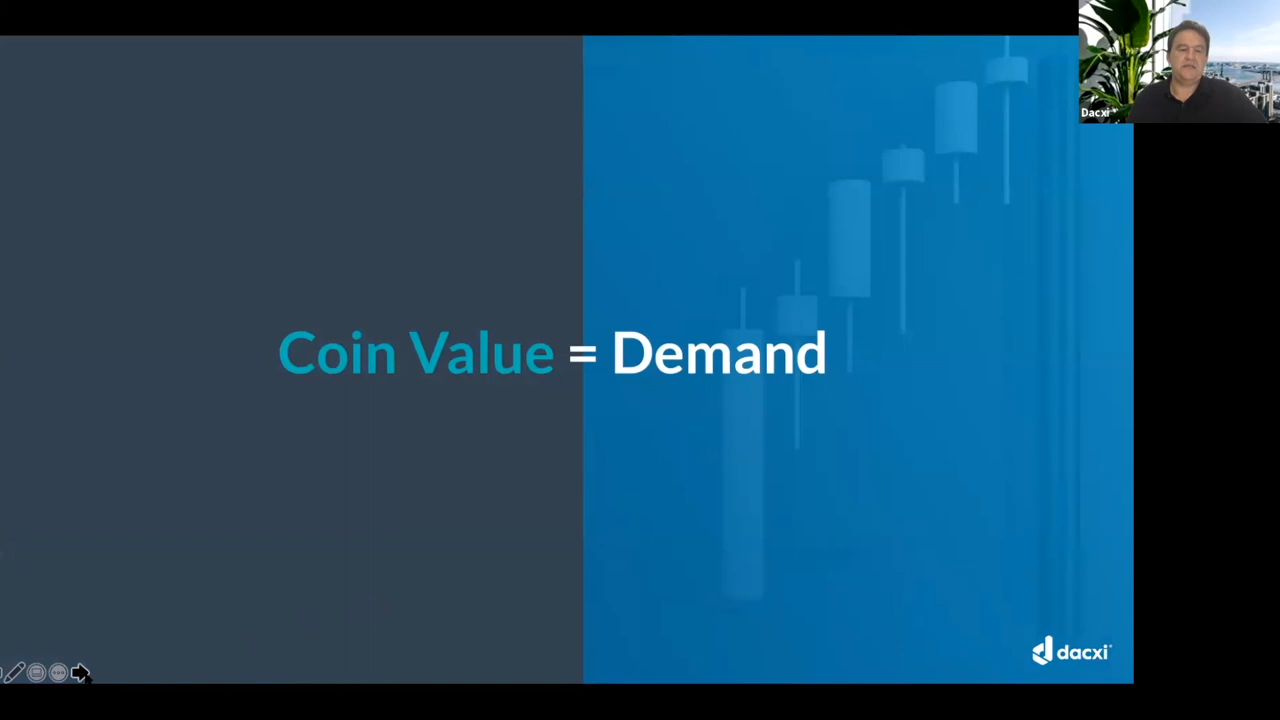 Dacxi
Coin Value = Demand
dacxi